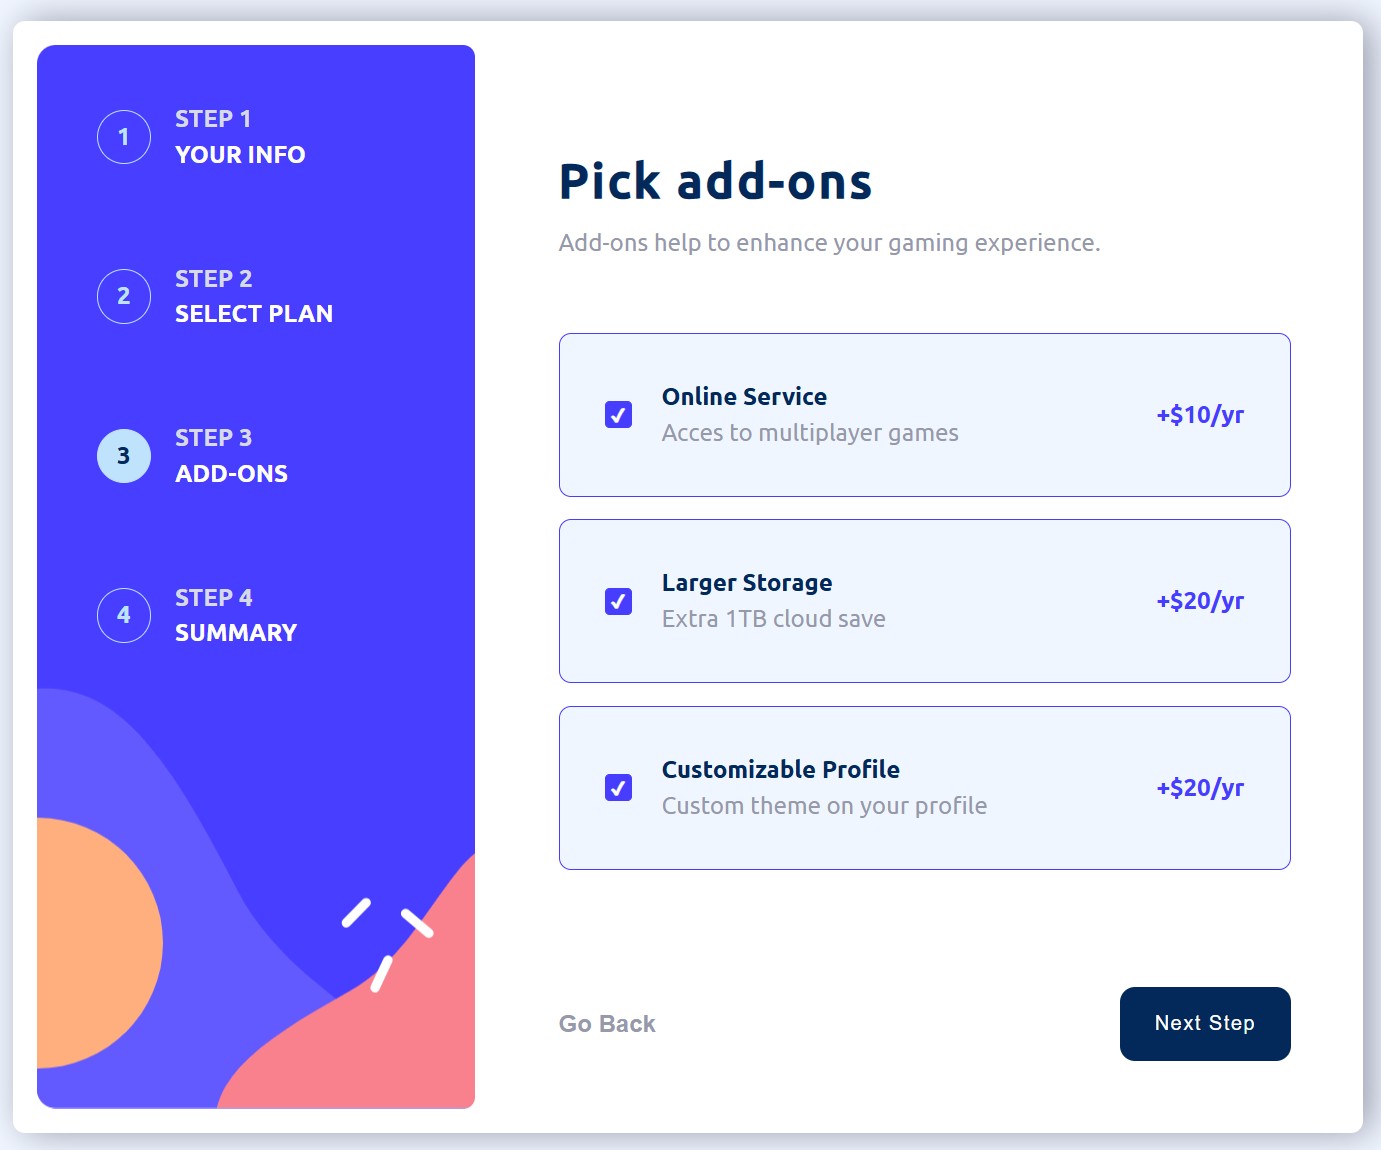 1
STEP 1
YOUR INFO
2
STEP 2
SELECT PLAN
3
STEP 3
ADD-ONS
4
STEP 4
SUMMARY
Pick add-ons
Add-ons help to enhance your gaming experience.
Online Service
Acces to multiplayer games
+$10/yr
Larger Storage
Extra 1TB cloud save
+$20/yr
Customizable Profile
Custom theme on your profile
+$20/yr
Go Back
Next Step